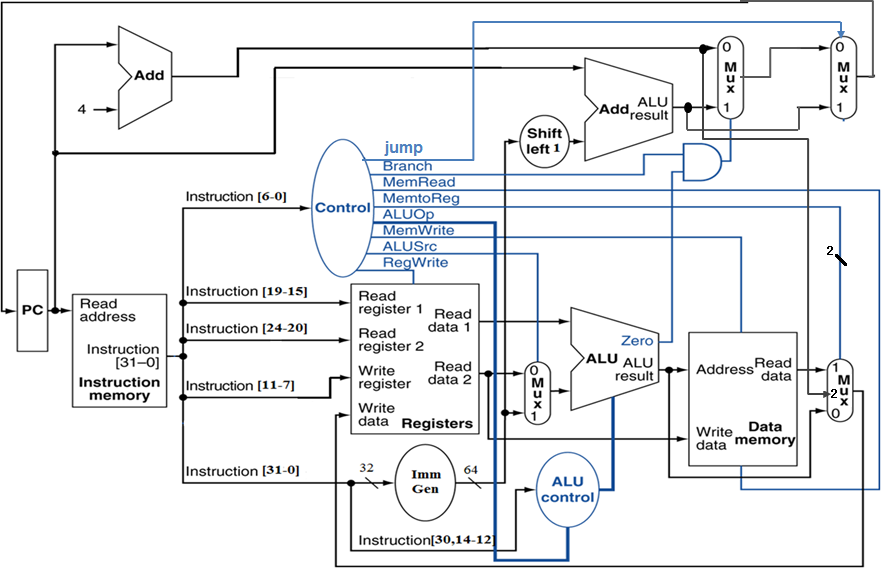 Add
4
0
M
u
x
1
0
M
u
x
1
Add
ALU
result
Shift
left 1
jump
Branch
MemRead
MemtoReg
ALUOp
MemWrite
ALUSrc
RegWrite
Control
Instruction [6-0]
2
PC
Read
address
Instruction
[31–0]
Instruction
memory
Instruction [19-15]
Instruction [24-20]
Instruction [11-7]
Read
register 1
Read
data 1
Read
register 2
Read
data 2
Write
register
Write
data
Registers
0
M
u
x
1
Zero
ALU
ALU
result
Address
Read
data
Write
data
Data
memory
1
M
2
u
x
0
Instruction [31-0]
32
Imm
Gen
64
ALU
control
Instruction[30,14-12]